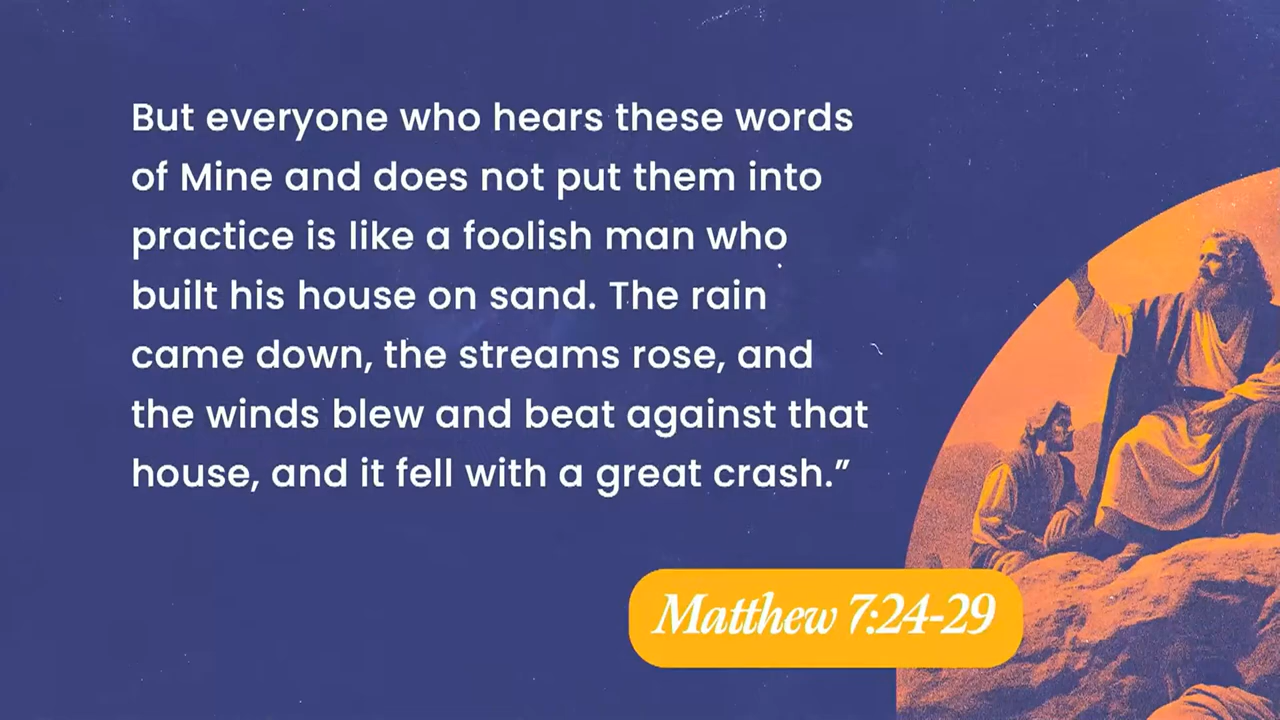 But everyone who hears these words
of Mine and does not put them into
practice is like a foolish man who
built his house on sand. The rain
came down, the streams rose, and
the winds blew and beat against that
house, and it fell with a great crash.”
Matthew 7:24-29